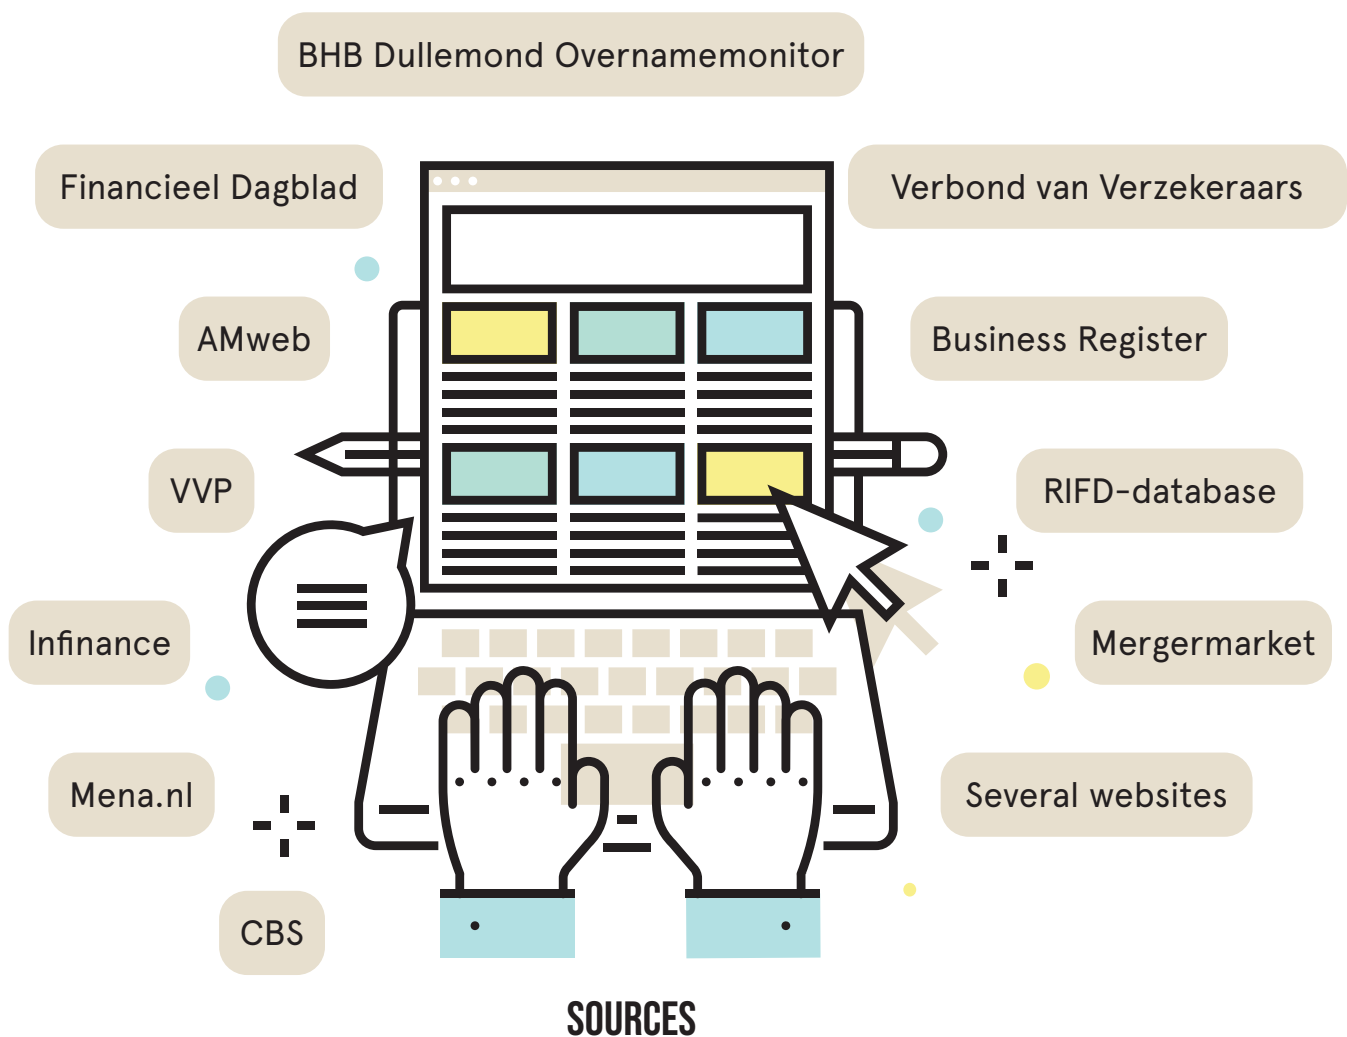 BHB Dullemond Overnamemonitor
Financieel Dagblad
Verbond van Verzekeraars
AMweb
Business Register
VVP
RIFD-database
Infinance
Mergermarket
Mena.nl
Several websites
CBS
SOURCES